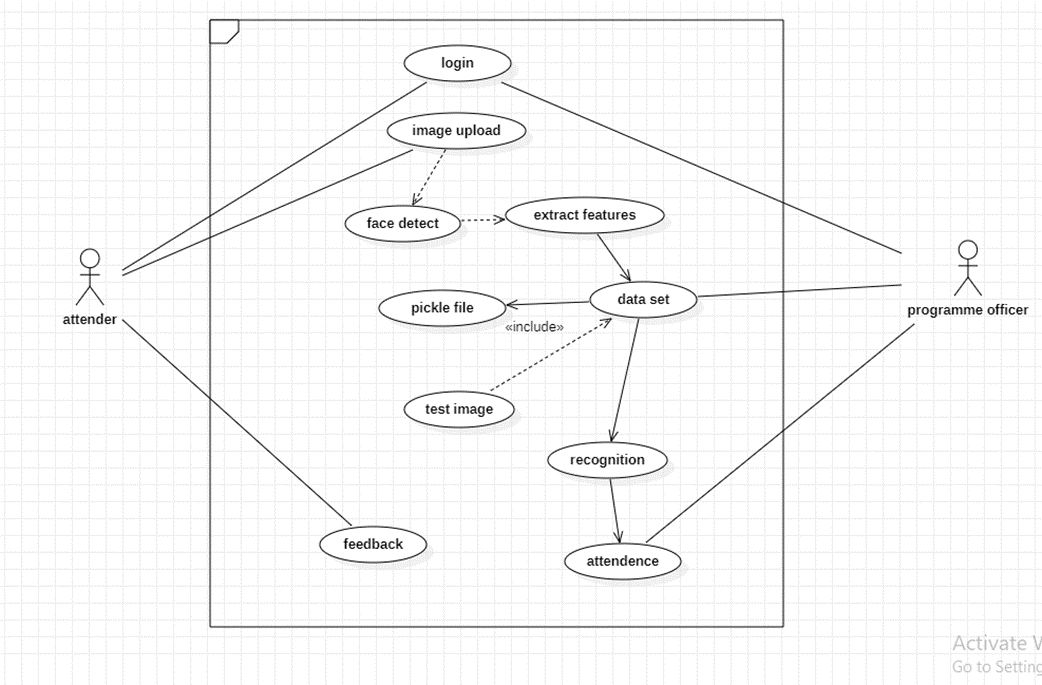 login
image upload
face detect
extract features
pickle file
data set
«include»
attender
programme officer
test image
recognition
feedback
attendence
Activate W
Go to Setting